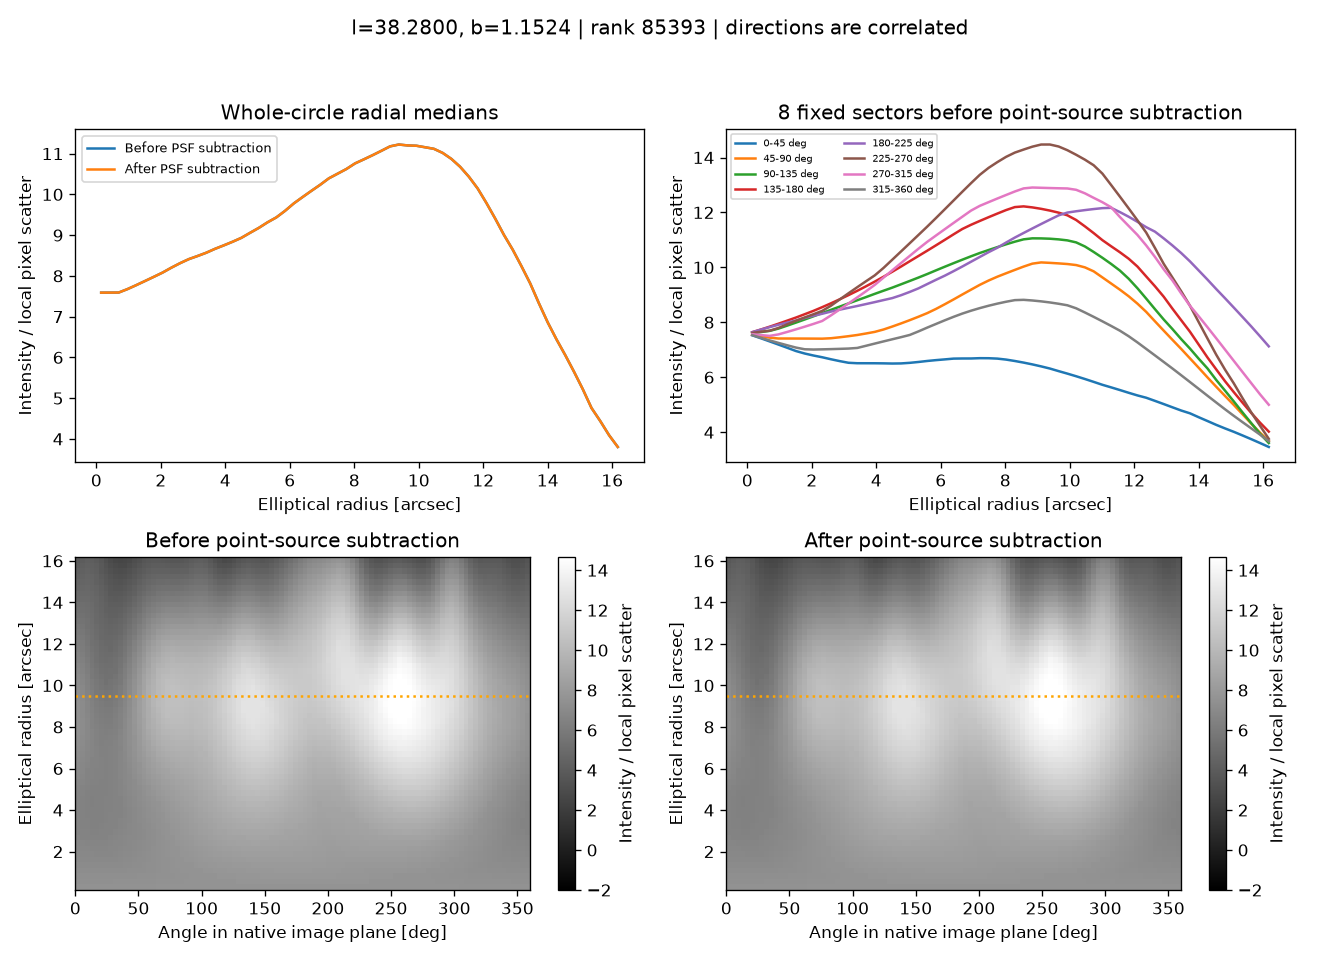 l=38.2800, b=1.1524 | rank 85393 | directions are correlated
Whole-circle radial medians
Before PSF subtraction
After PSF subtraction
Intensity / local pixel scatter
11
10
9
8
7
6
5
4
0 2 4 6 8 10 12 14 16
Elliptical radius [arcsec]
8 fixed sectors before point-source subtraction
0-45 deg 180-225 deg
45-90 deg 225-270 deg
90-135 deg 270-315 deg
135-180 deg 315-360 deg
Intensity / local pixel scatter
14
12
10
8
6
4
0 2 4 6 8 10 12 14 16
Elliptical radius [arcsec]
Before point-source subtraction
Elliptical radius [arcsec]
16
14
12
10
8
6
4
2
0 50 100 150 200 250 300 350
Angle in native image plane [deg]
14
12
10
8
6
4
2
0
−2
Intensity / local pixel scatter
After point-source subtraction
Elliptical radius [arcsec]
16
14
12
10
8
6
4
2
0 50 100 150 200 250 300 350
Angle in native image plane [deg]
14
12
10
8
6
4
2
0
−2
Intensity / local pixel scatter